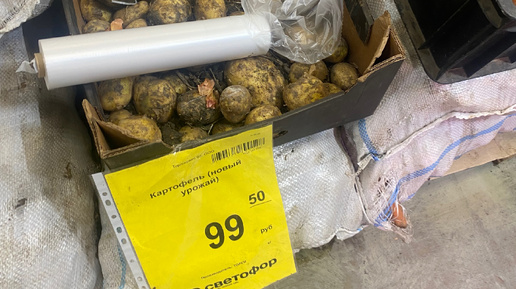 Картофель (новый
урожай)
99
50
Руб
светофор